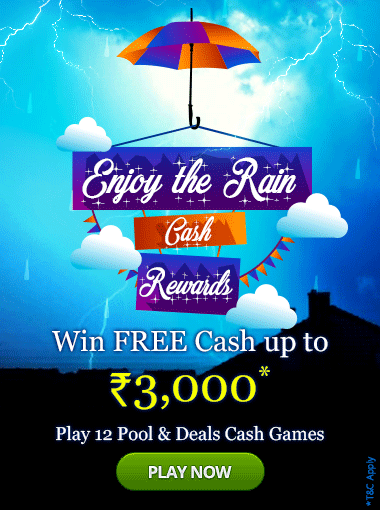 Enjoy the Rain
Cash
Rewards
Win FREE Cash up to
₹3,000*
Play 12 Pool & Deals Cash Games
PLAY NOW
*T&C Apply